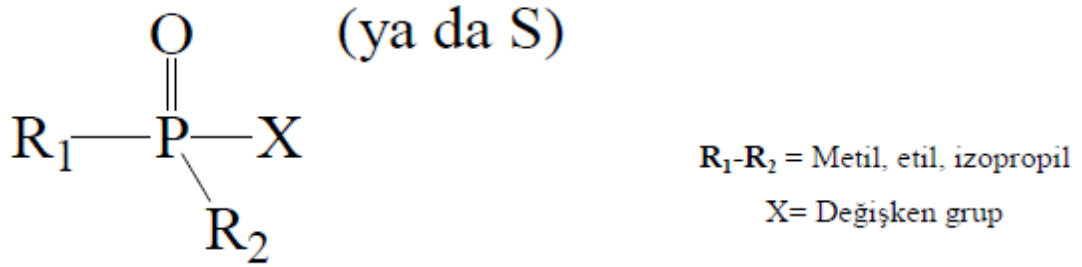 O (ya da S)
R₁ P X
R₂
R₁-R₂ = Metil, etil, izopropil
X= Değişken grup